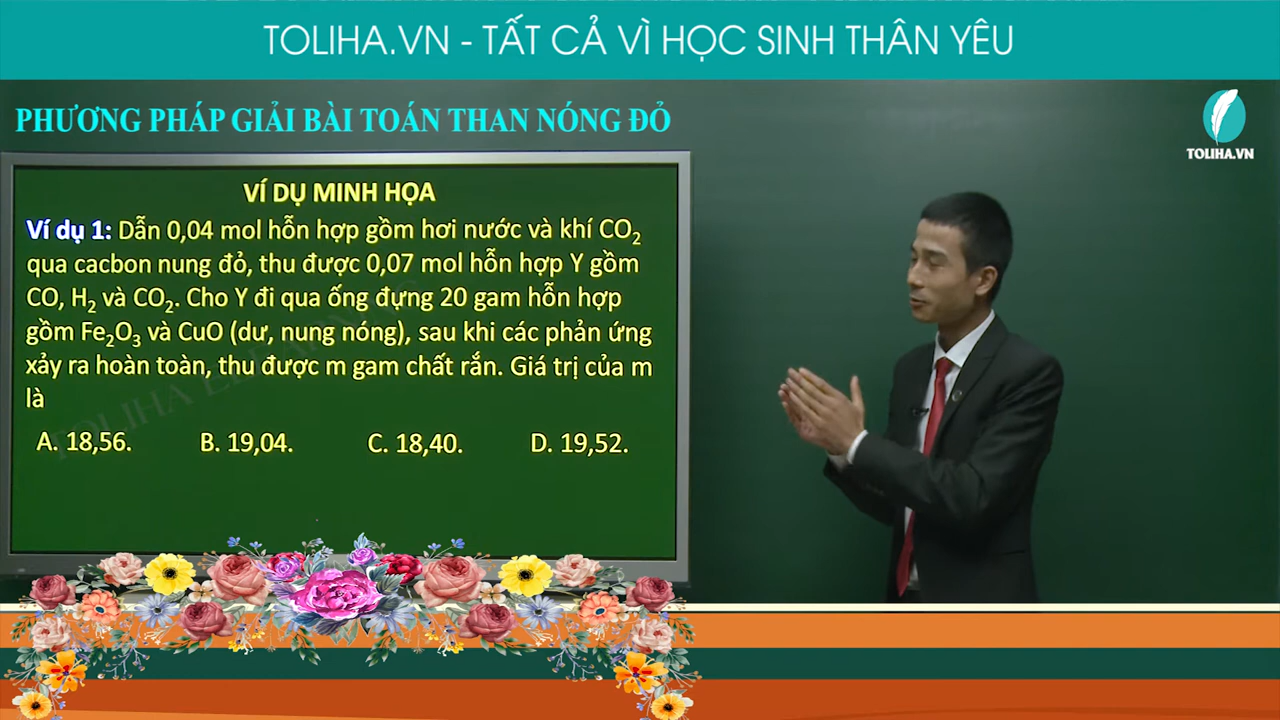 TOLIHA.VN - TẤT CẢ VÌ HỌC SINH THÂN YÊU
PHƯƠNG PHÁP GIẢI BÀI TOÁN THAN NÓNG ĐỎ
TOLIHA.VN
VÍ DỤ MINH HỌA
Ví dụ 1: Dẫn 0,04 mol hỗn hợp gồm hơi nước và khí CO₂
qua cacbon nung đỏ, thu được 0,07 mol hỗn hợp Y gồm
CO, H₂ và CO₂. Cho Y đi qua ống đựng 20 gam hỗn hợp
gồm Fe₂O₃ và CuO (dư, nung nóng), sau khi các phản ứng
xảy ra hoàn toàn, thu được m gam chất rắn. Giá trị của m
là
A. 18,56. B. 19,04. C. 18,40. D. 19,52.
TOLIHA ELEARNING